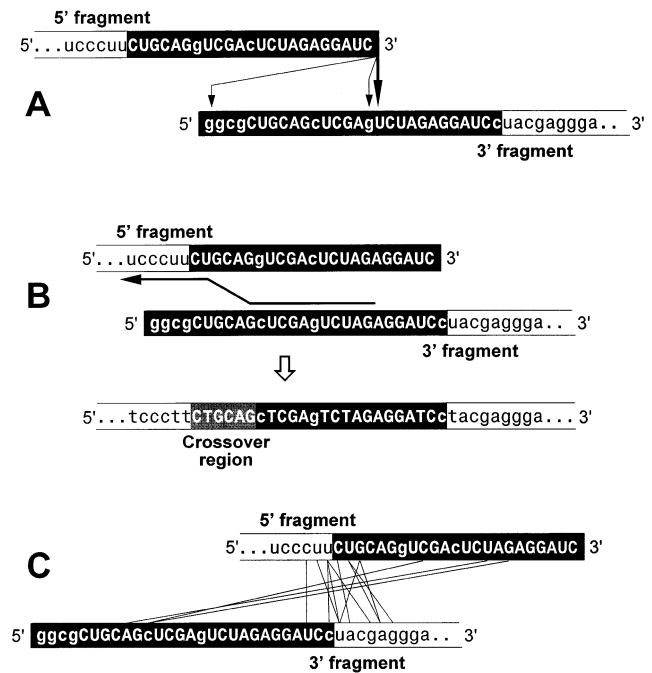 5' fragment
5'...ucccuuCUGCAGgUCGAcUCUAGAGGAUC 3'
A
5' ggcgCUGCAGcUCGAgUCUAGAGGAUCcuacgaggga.. 3'
3' fragment
5' fragment
5'...ucccuuCUGCAGgUCGAcUCUAGAGGAUC 3'
B
5' ggcgCUGCAGcUCGAgUCUAGAGGAUCcuacgaggga.. 3'
3' fragment
5'...tcccttCTGCAGcTCGAgTCTAGAGGATCctacgaggga... 3'
Crossover
region
5' fragment
5'...ucccuuCUGCAGgUCGAcUCUAGAGGAUC 3'
C
5' ggcgCUGCAGcUCGAgUCUAGAGGAUCcuacgaggga.. 3'
3' fragment